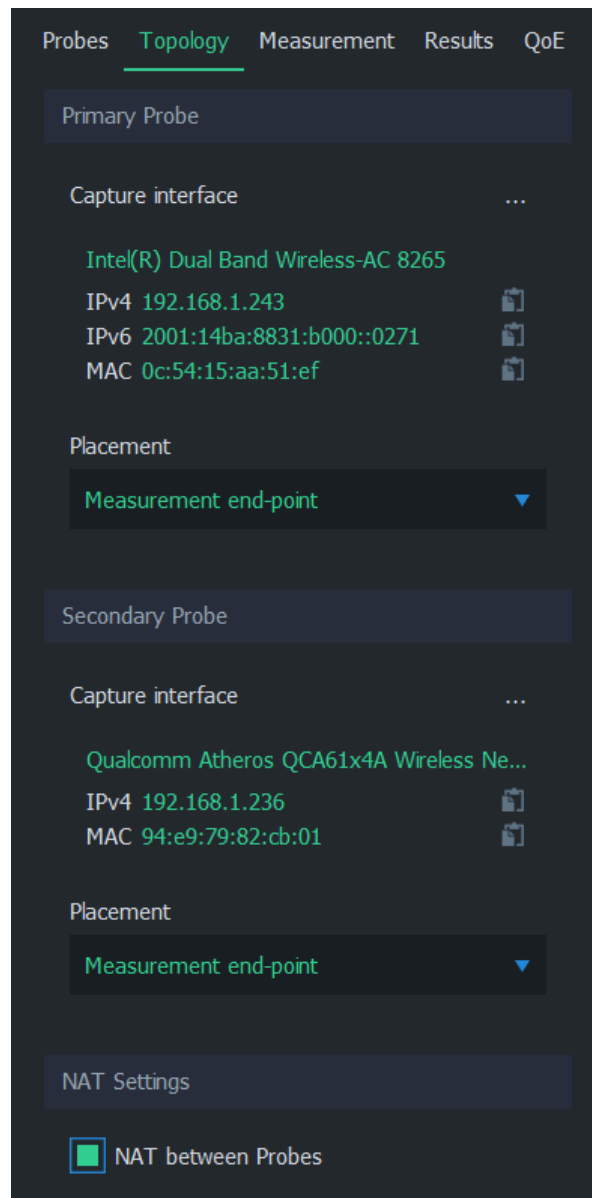 Probes Topology Measurement Results QoE
Primary Probe
Capture interface ...
Intel(R) Dual Band Wireless-AC 8265
IPv4 192.168.1.243
IPv6 2001:14ba:8831:b000::0271
MAC 0c:54:15:aa:51:ef
Placement
Measurement end-point
Secondary Probe
Capture interface ...
Qualcomm Atheros QCA61x4A Wireless Ne...
IPv4 192.168.1.236
MAC 94:e9:79:82:cb:01
Placement
Measurement end-point
NAT Settings
NAT between Probes